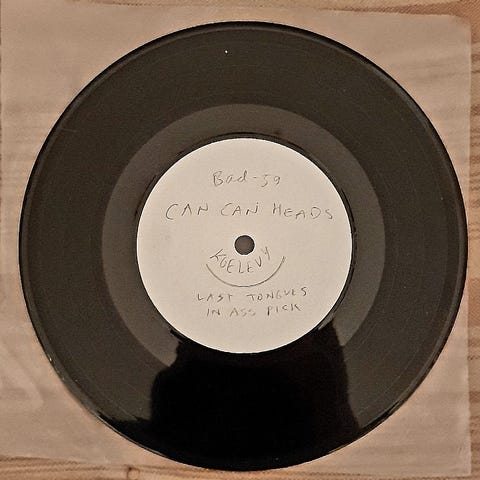 Bad-59
CAN CAN HEADS
KOELEVY
LAST TONGUES
IN ASS PICK